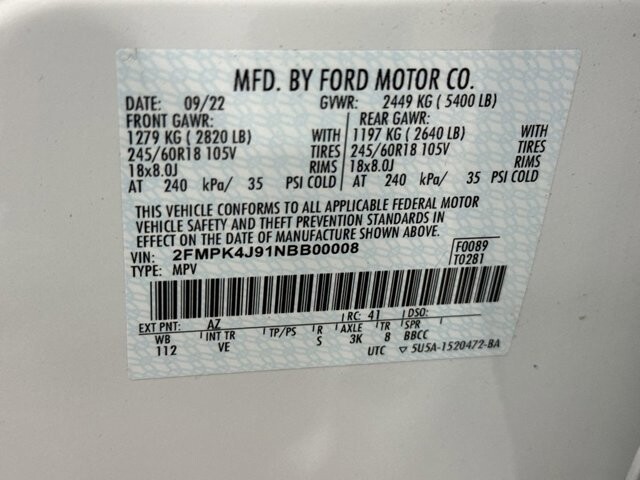 MFD. BY FORD MOTOR CO.
DATE: 09/22 GVWR: 2449 KG ( 5400 LB)
FRONT GAWR: REAR GAWR:
1279 KG ( 2820 LB) WITH 1197 KG ( 2640 LB) WITH
245/60R18 105V TIRES 245/60R18 105V TIRES
18x8.0J RIMS 18x8.0J RIMS
AT 240 kPa/ 35 PSI COLD AT 240 kPa/ 35 PSI COLD
THIS VEHICLE CONFORMS TO ALL APPLICABLE FEDERAL MOTOR
VEHICLE SAFETY AND THEFT PREVENTION STANDARDS IN
EFFECT ON THE DATE OF MANUFACTURE SHOWN ABOVE.
VIN: 2FMPK4J91NBB00008 F0089
TYPE: MPV T0281
EXT PNT: AZ RC: 41 DSO:
WB INT TR TP/PS R AXLE TR SPR
112 VE S 3K 8 BBCC
UTC ▽ 5U5A-1520472-BA